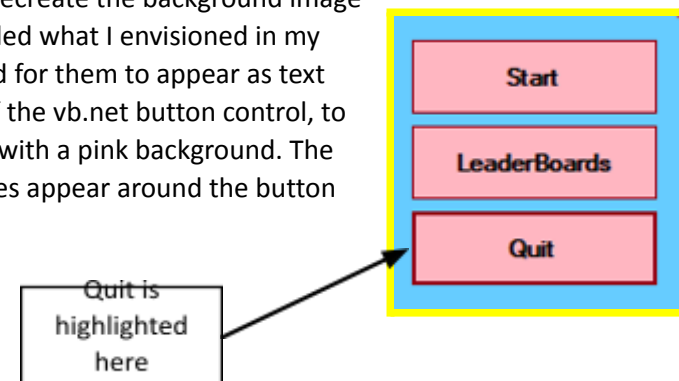 recreate the background image
led what I envisioned in my
d for them to appear as text
the vb.net button control, to
with a pink background. The
es appear around the button
Start
LeaderBoards
Quit
Quit is
highlighted
here